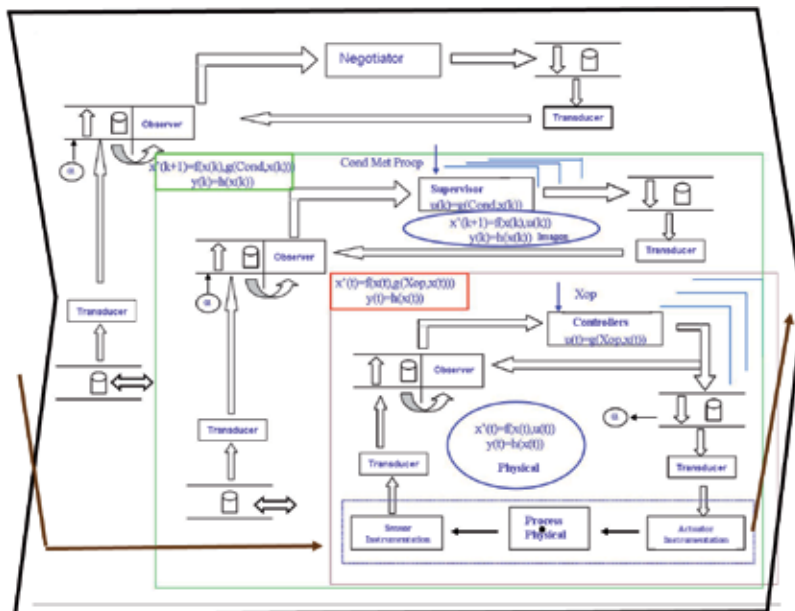 Negotiator
Observer
Transducer
x^(k+1)=f(x(k),g(Cond,x(k)))
y(k)=h(x(k))
Cond Met Procp
Supervisor
u(k)=g(Cond,x(k))
x^(k+1)=f(x(k),u(k))
y(k)=h(x(k)) Imagen
Observer
Transducer
x^(t)=f(x(t),g(Xop,x(t)))
y(t)=h(x(t))
Xop
Transducer
Controllers
u(t)=g(Xop,x(t))
Observer
x^(t)=f(x(t),u(t))
y(t)=h(x(t))
Physical
Transducer
Transducer
Transducer
Sensor
Instrumentation
Process
Physical
Actuator
Instrumentation